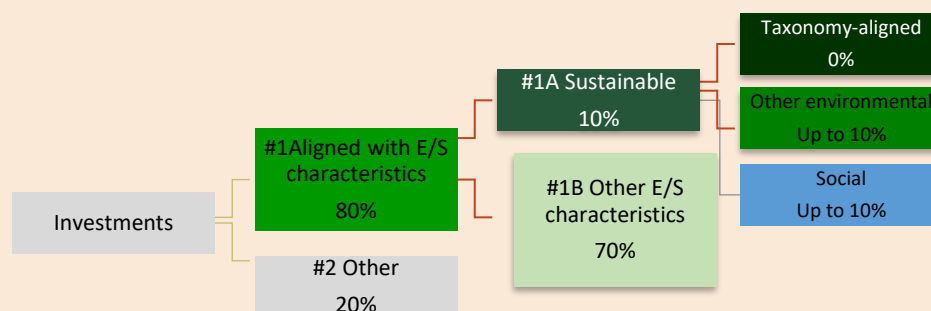 Investments
#1Aligned with E/S
characteristics
80%
#2 Other
20%
#1A Sustainable
10%
#1B Other E/S
characteristics
70%
Taxonomy-aligned
0%
Other environmental
Up to 10%
Social
Up to 10%